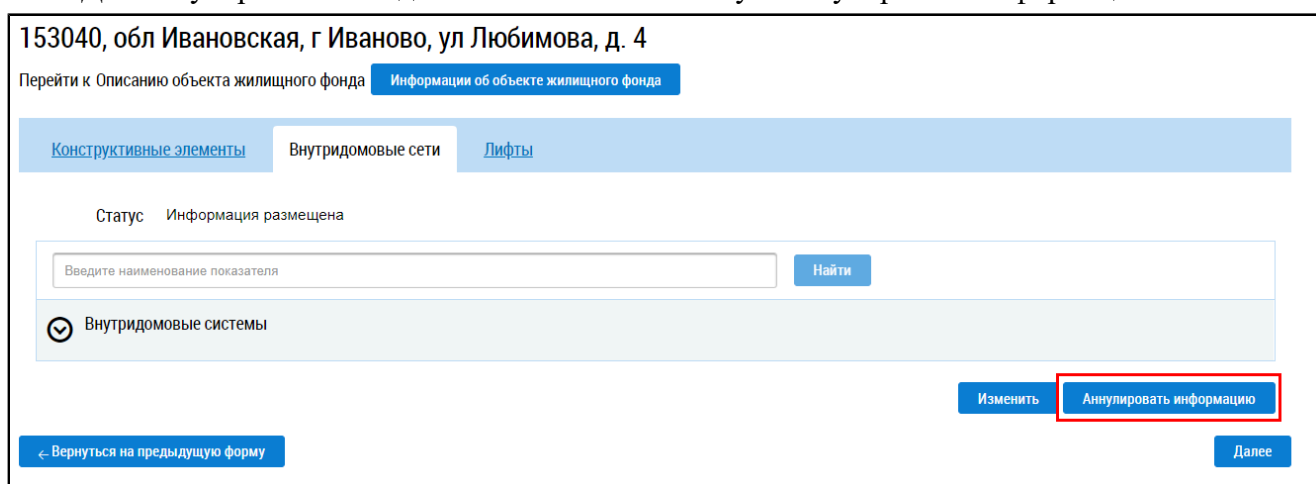 153040, обл Ивановская, г Иваново, ул Любимова, д. 4
Перейти к Описанию объекта жилищного фонда Информации об объекте жилищного фонда
Конструктивные элементы Внутридомовые сети Лифты
Статус Информация размещена
Введите наименование показателя Найти
Внутридомовые системы
Изменить Аннулировать информацию
←Вернуться на предыдущую форму Далее